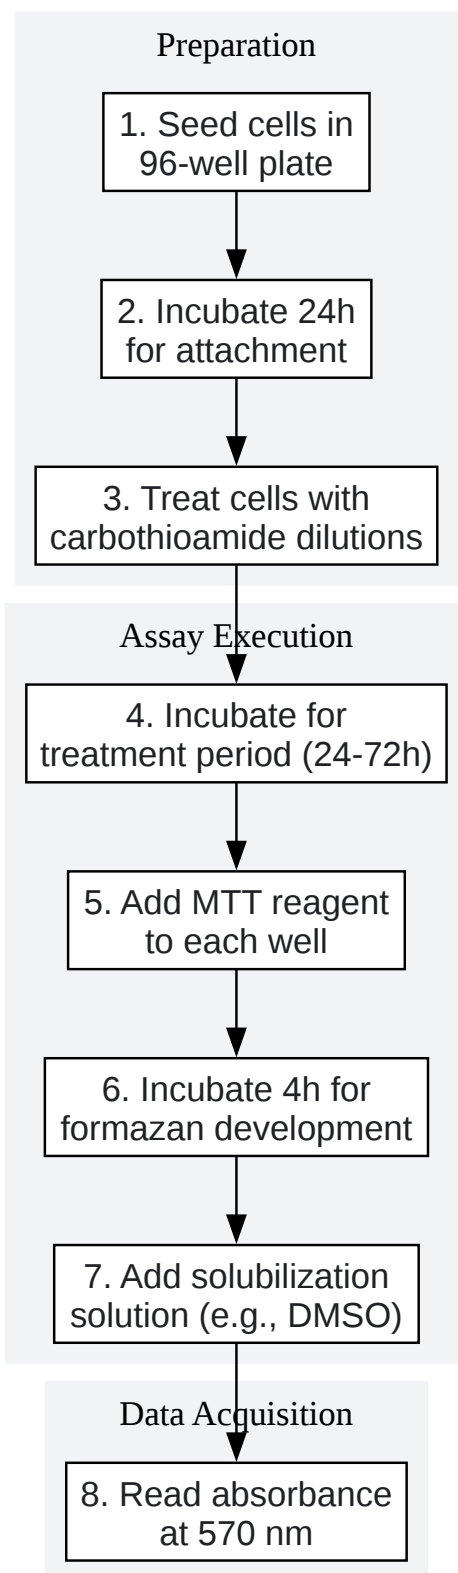 Preparation
1. Seed cells in
96-well plate
2. Incubate 24h
for attachment
3. Treat cells with
carbothioamide dilutions
Assay Execution
4. Incubate for
treatment period (24-72h)
5. Add MTT reagent
to each well
6. Incubate 4h for
formazan development
7. Add solubilization
solution (e.g., DMSO)
Data Acquisition
8. Read absorbance
at 570 nm